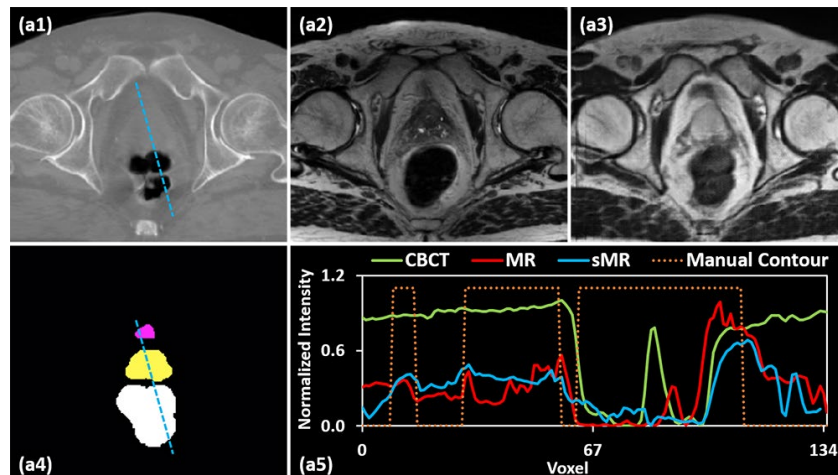 (a1)
(a2)
(a3)
(a4)
CBCT MR sMR Manual Contour
1.2
0.6
0.0
Normalized Intensity
0 67 134
Voxel
(a5)